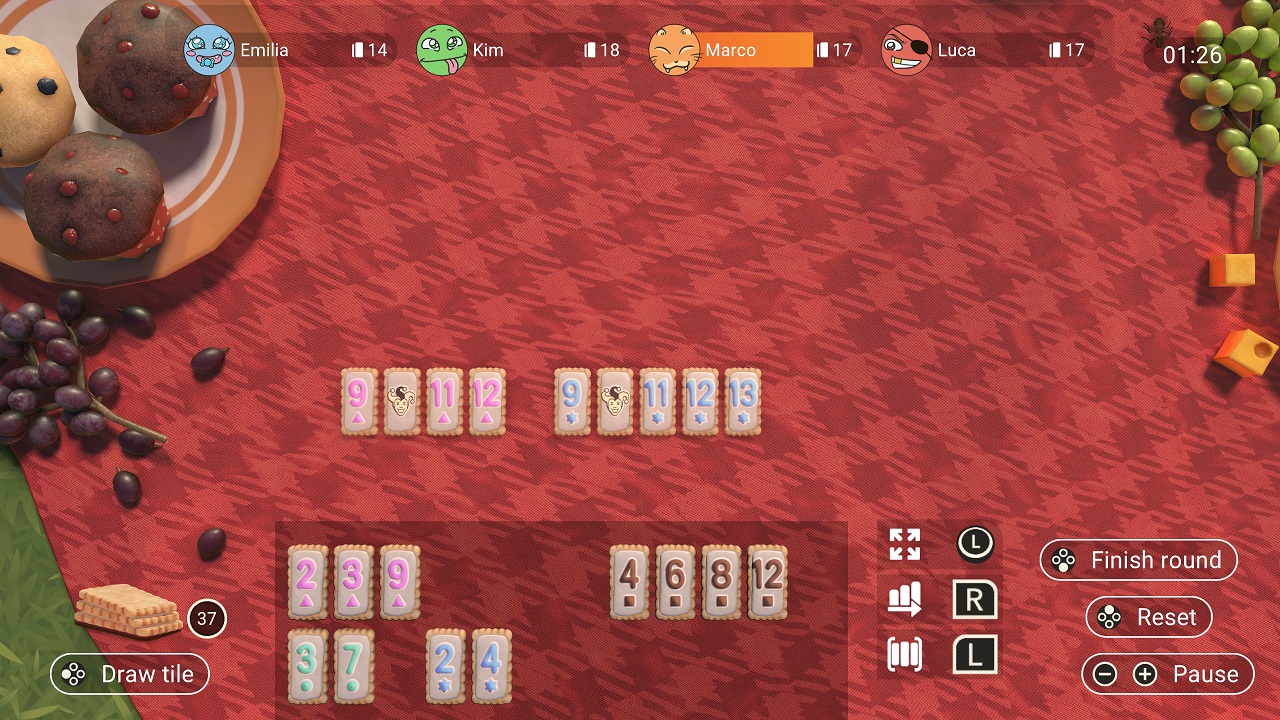 Emilia 14 Kim 18 Marco 17 Luca 17 01:26
9 11 12 9 11 12 13
2 3 9 4 6 8 12
3 7 2 4
L
R
L
37
Draw tile
Finish round
Reset
Pause